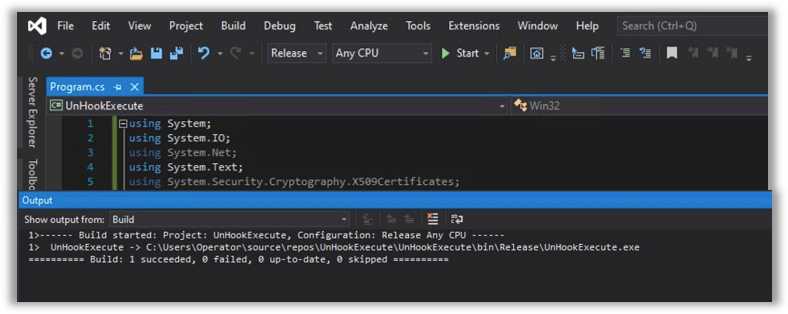 File Edit View Project Build Debug Test Analyze Tools Extensions Window Help Search (Ctrl+Q)
Release Any CPU Start
Server Explorer
Toolbo
Program.cs
C# UnHookExecute Win32
1 using System;
2 using System.IO;
3 using System.Net;
4 using System.Text;
5 using System.Security.Cryptography.X509Certificates;
Output
Show output from: Build
1>------ Build started: Project: UnHookExecute, Configuration: Release Any CPU ------
1>  UnHookExecute -> C:\Users\Operator\source\repos\UnHookExecute\UnHookExecute\bin\Release\UnHookExecute.exe
========== Build: 1 succeeded, 0 failed, 0 up-to-date, 0 skipped ==========